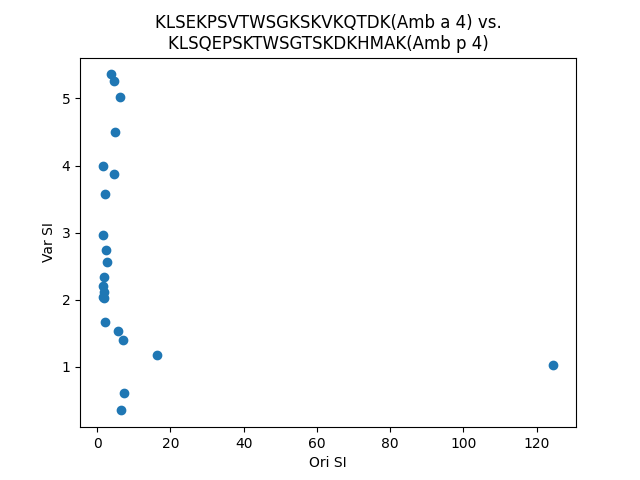 KLSEKPSVTWSGKSKVKQTDK(Amb a 4) vs.
KLSQEPSKTWSGTSKDKHMAK(Amb p 4)
5
4
3
2
1
Var SI
0 20 40 60 80 100 120
Ori SI